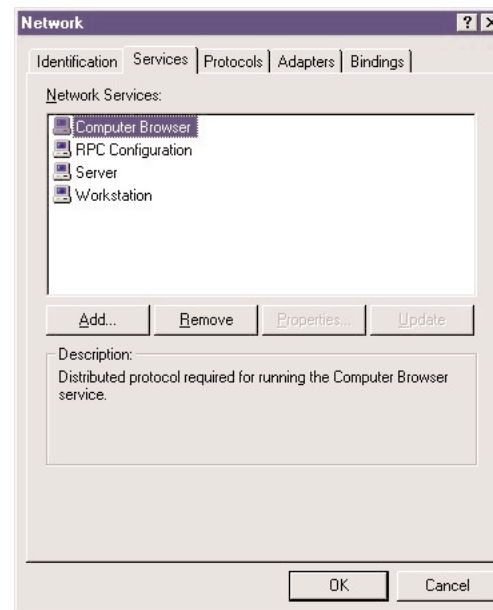 Network
Identification Services Protocols Adapters Bindings
Network Services:
Computer Browser
RPC Configuration
Server
Workstation
Add... Remove Properties... Update
Description:
Distributed protocol required for running the Computer Browser
service.
OK Cancel